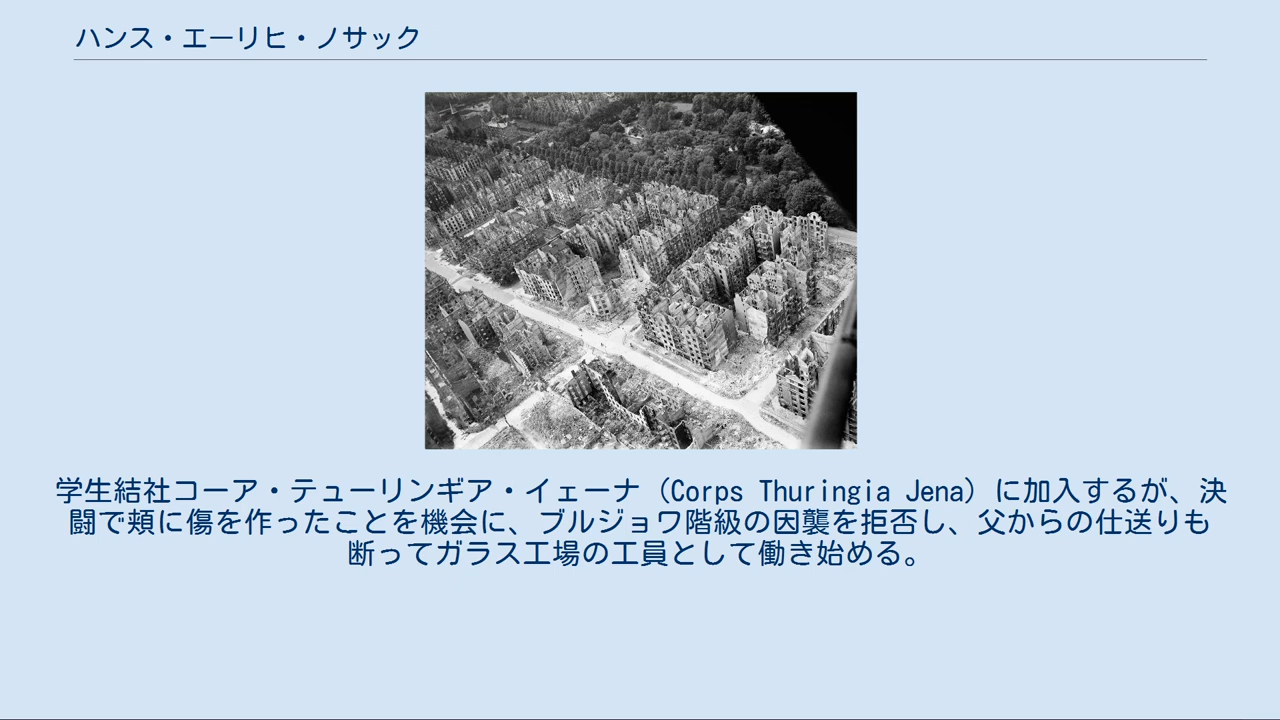 ハンス・エーリヒ・ノサック
学生結社コーア・テューリンギア・イェーナ（Corps Thuringia Jena）に加入するが、決
闘で頬に傷を作ったことを機会に、ブルジョワ階級の因襲を拒否し、父からの仕送りも
断ってガラス工場の工員として働き始める。